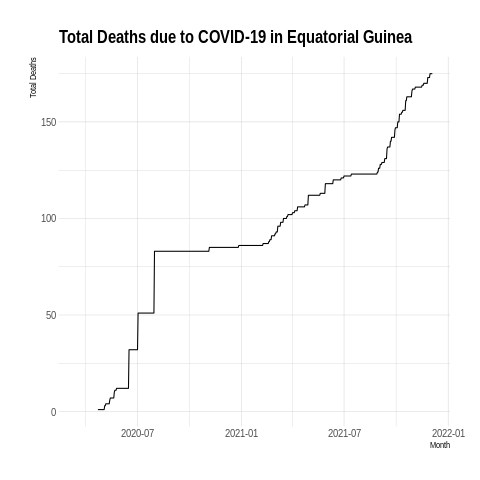 Total Deaths due to COVID-19 in Equatorial Guinea
Total Deaths
150
100
50
0
2020-07 2021-01 2021-07 2022-01
Month